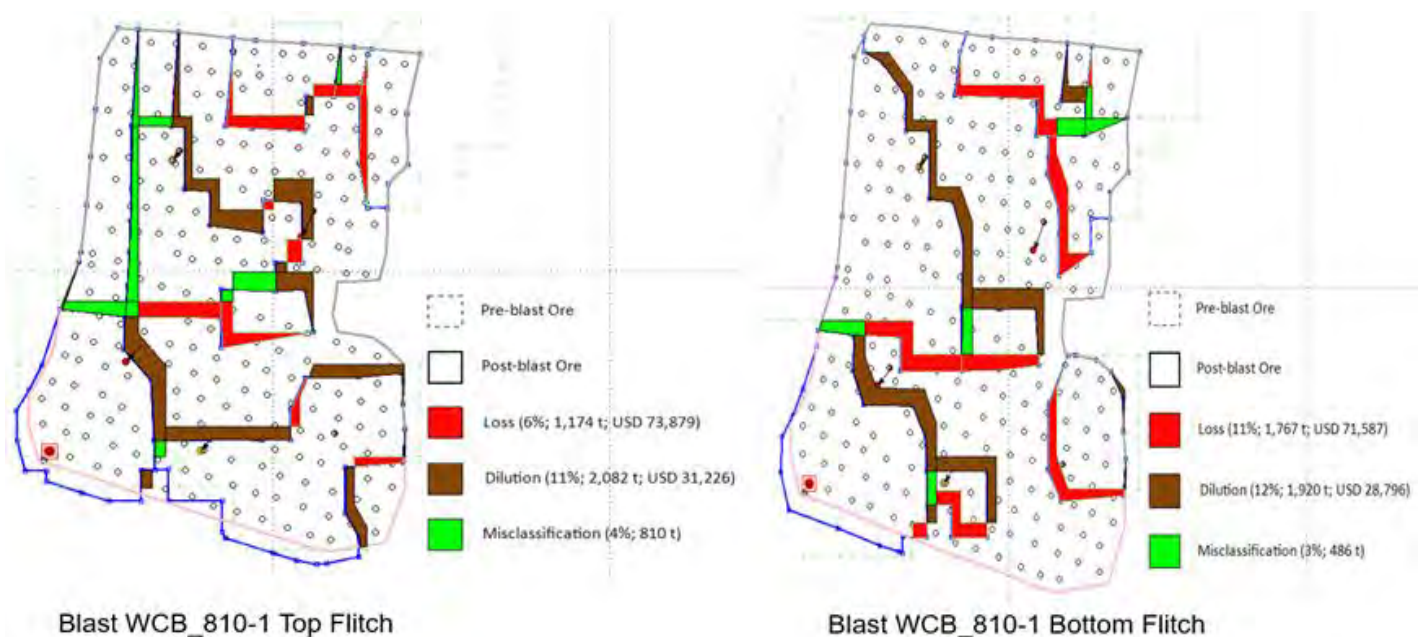 Pre-blast Ore
Post-blast Ore
Loss (6%; 1,174 t; USD 73,879)
Dilution (11%; 2,082 t; USD 31,226)
Misclassification (4%; 810 t)
Blast WCB_810-1 Top Flitch
Pre-blast Ore
Post-blast Ore
Loss (11%; 1,767 t; USD 71,587)
Dilution (12%; 1,920 t; USD 28,796)
Misclassification (3%; 486 t)
Blast WCB_810-1 Bottom Flitch